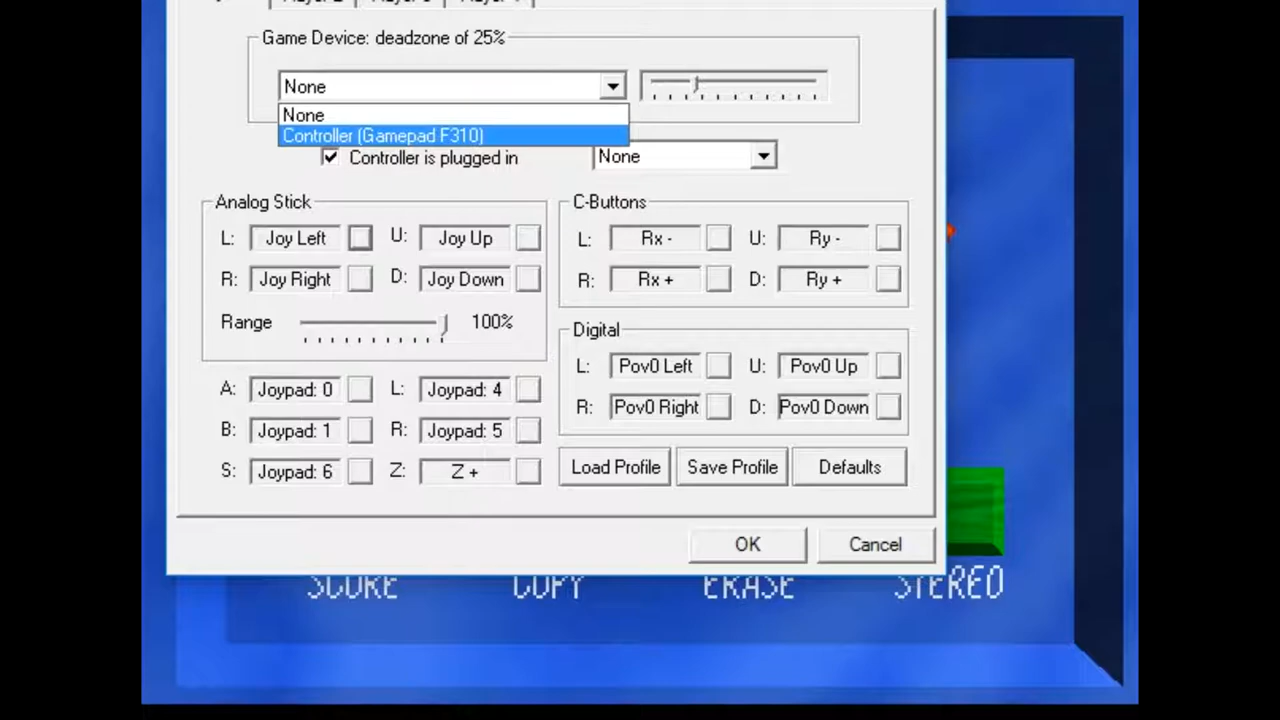 Game Device: deadzone of 25%
None
None
Controller (Gamepad F310)
Controller is plugged in
None
Analog Stick
L: Joy Left U: Joy Up
R: Joy Right D: Joy Down
Range 100%
C-Buttons
L: Rx - U: Ry -
R: Rx + D: Ry +
Digital
L: Pov0 Left U: Pov0 Up
R: Pov0 Right D: Pov0 Down
A: Joypad: 0 L: Joypad: 4
B: Joypad: 1 R: Joypad: 5
S: Joypad: 6 Z: Z +
Load Profile Save Profile Defaults
OK Cancel
SCORE COPY ERASE STEREO